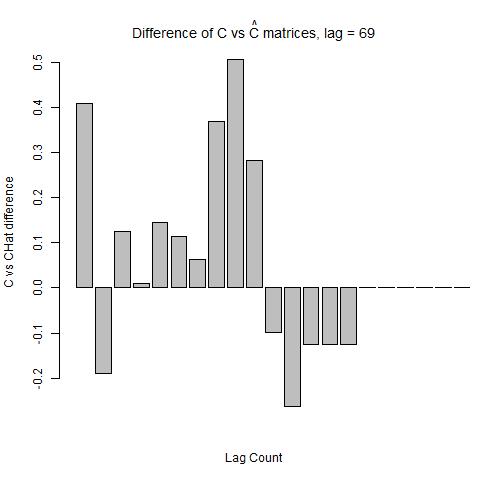 Difference of C vs Ĉ matrices, lag = 69
C vs CHat difference
0.5
0.4
0.3
0.2
0.1
0.0
-0.1
-0.2
Lag Count